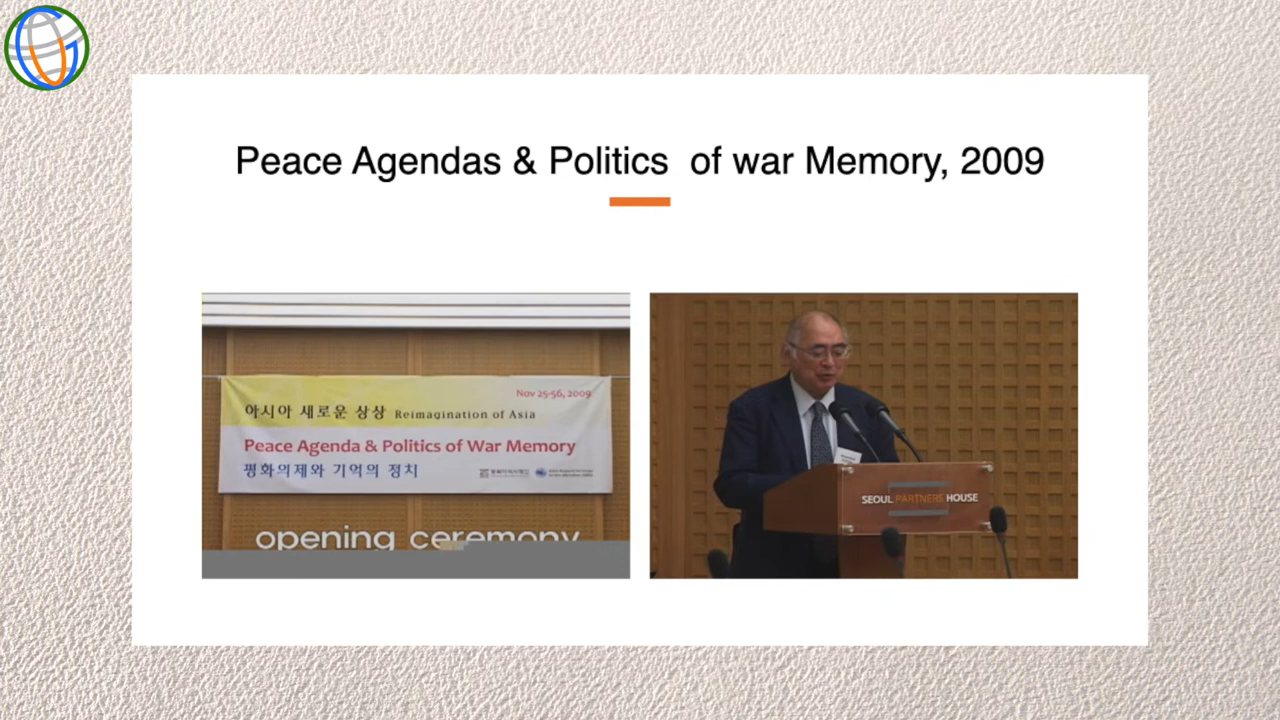 Peace Agendas & Politics  of war Memory, 2009
Nov 25-56, 2009
아시아 새로운 상상 Reimagination of Asia
Peace Agenda & Politics of War Memory
평화의제와 기억의 정치
opening ceremony
SEOUL PARTNERS HOUSE